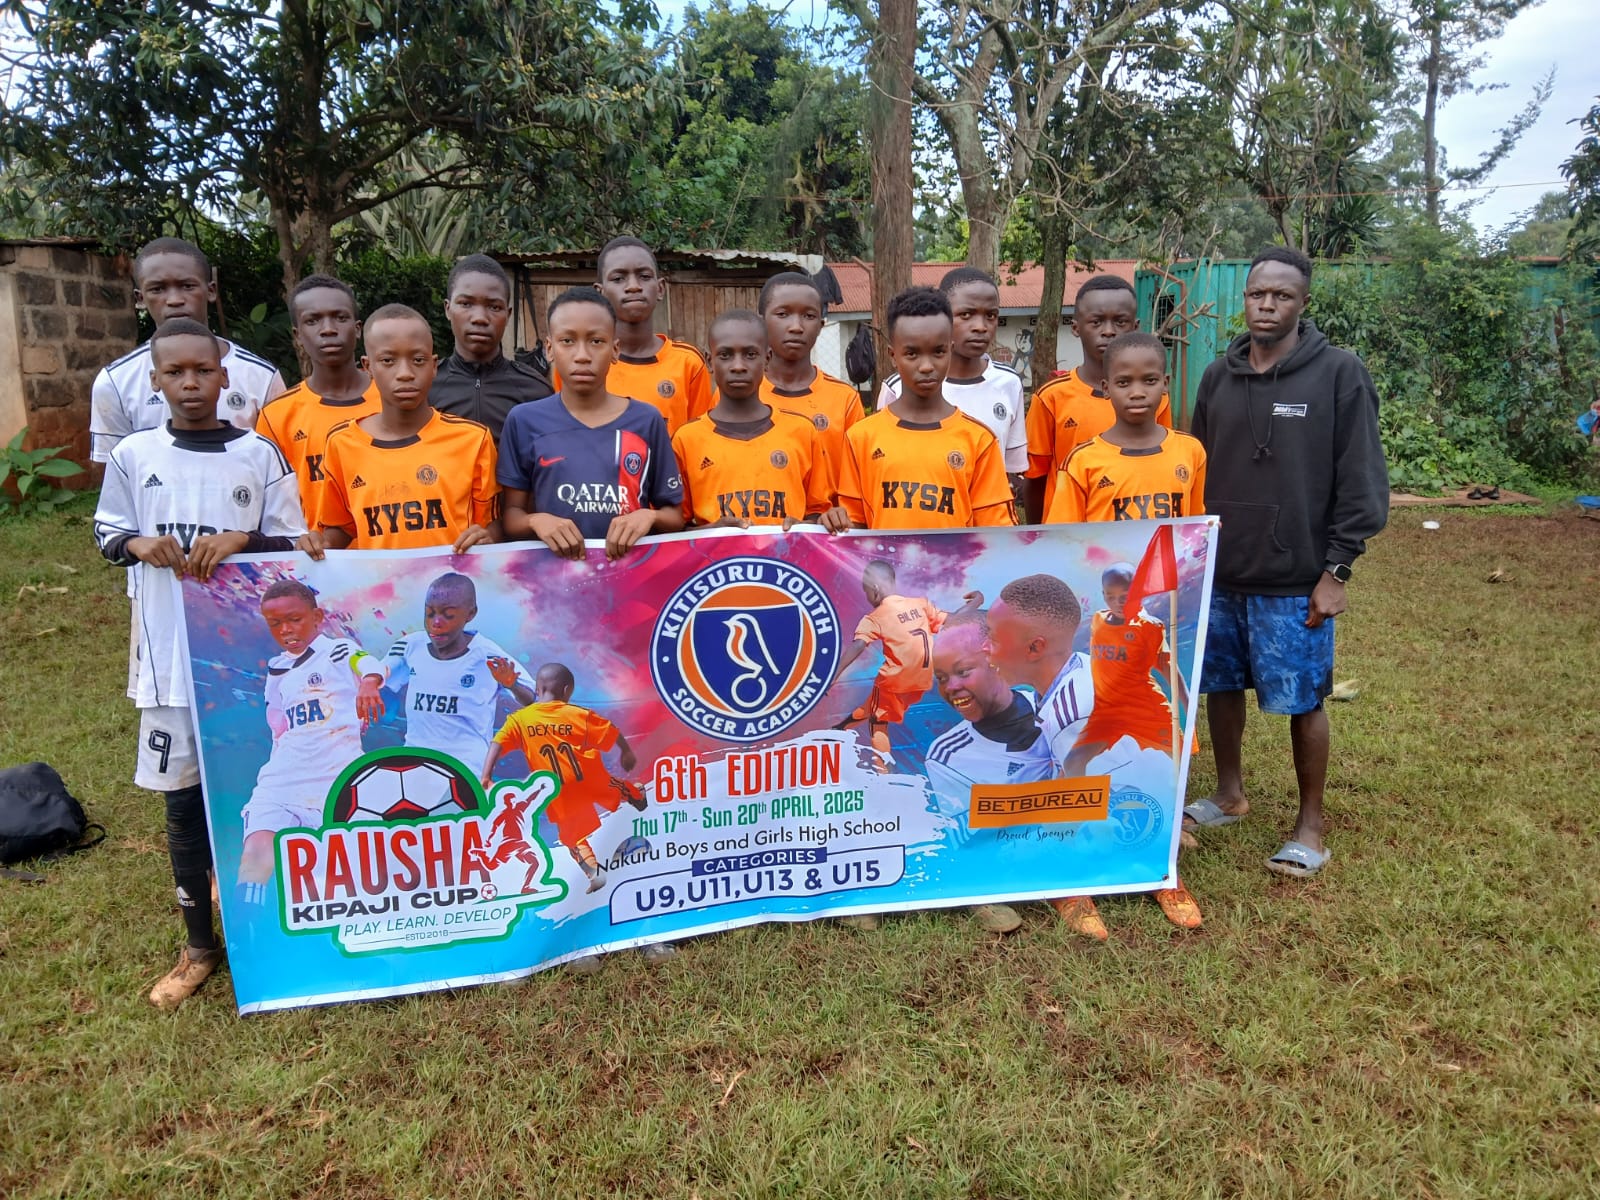 KYSA
KYSA
KYSA
KYSA
KYSA
QATAR
AIRWAYS
GO
KITISURU YOUTH
SOCCER ACADEMY
YSA
KYSA
DEXTER
11
BILAL
7
KYSA
9
6th EDITION
Thu 17th - Sun 20th APRIL, 2025
Nakuru Boys and Girls High School
CATEGORIES
U9, U11, U13 & U15
RAUSHA
KIPAJI CUP
PLAY. LEARN. DEVELOP
ESTD 2018
BETBUREAU
Proud Sponsor